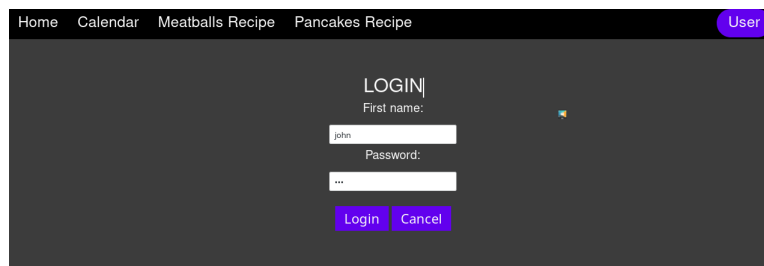 Home Calendar Meatballs Recipe Pancakes Recipe User
LOGIN
First name:
john
Password:
•••
Login Cancel